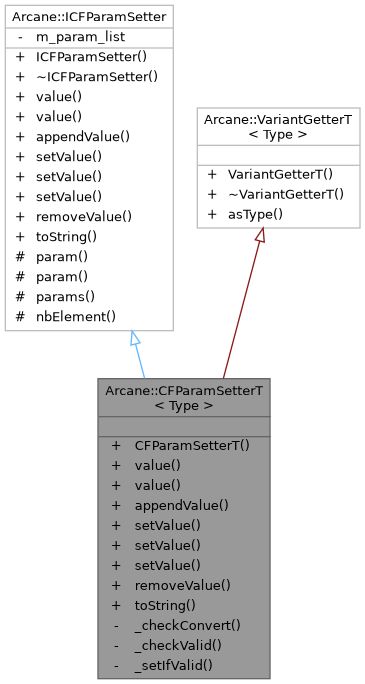 Arcane::ICFParamSetter
- m_param_list
+ ICFParamSetter()
+ ~ICFParamSetter()
+ value()
+ value()
+ appendValue()
+ setValue()
+ setValue()
+ setValue()
+ removeValue()
+ toString()
# param()
# param()
# params()
# nbElement()
Arcane::VariantGetterT
< Type >
+ VariantGetterT()
+ ~VariantGetterT()
+ asType()
Arcane::CFParamSetterT
< Type >
+ CFParamSetterT()
+ value()
+ value()
+ appendValue()
+ setValue()
+ setValue()
+ setValue()
+ removeValue()
+ toString()
- _checkConvert()
- _checkValid()
- _setIfValid()